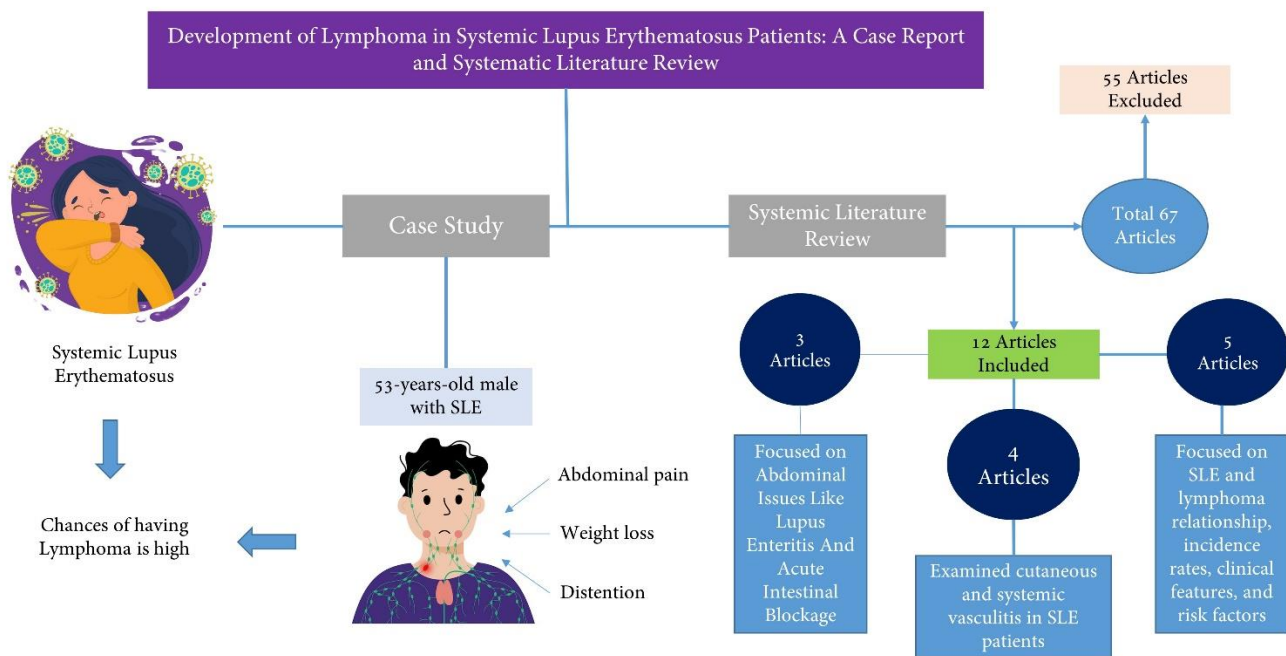 Development of Lymphoma in Systemic Lupus Erythematosus Patients: A Case Report
and Systematic Literature Review
55 Articles
Excluded
Case Study
Systemic Literature
Review
Total 67
Articles
Systemic Lupus
Erythematosus
53-years-old male
with SLE
3
Articles
12 Articles
Included
5
Articles
Abdominal pain
Weight loss
Distention
Chances of having
Lymphoma is high
Focused on
Abdominal
Issues Like
Lupus
Enteritis And
Acute
Intestinal
Blockage
4
Articles
Examined cutaneous
and systemic
vasculitis in SLE
patients
Focused on
SLE and
lymphoma
relationship,
incidence
rates, clinical
features, and
risk factors